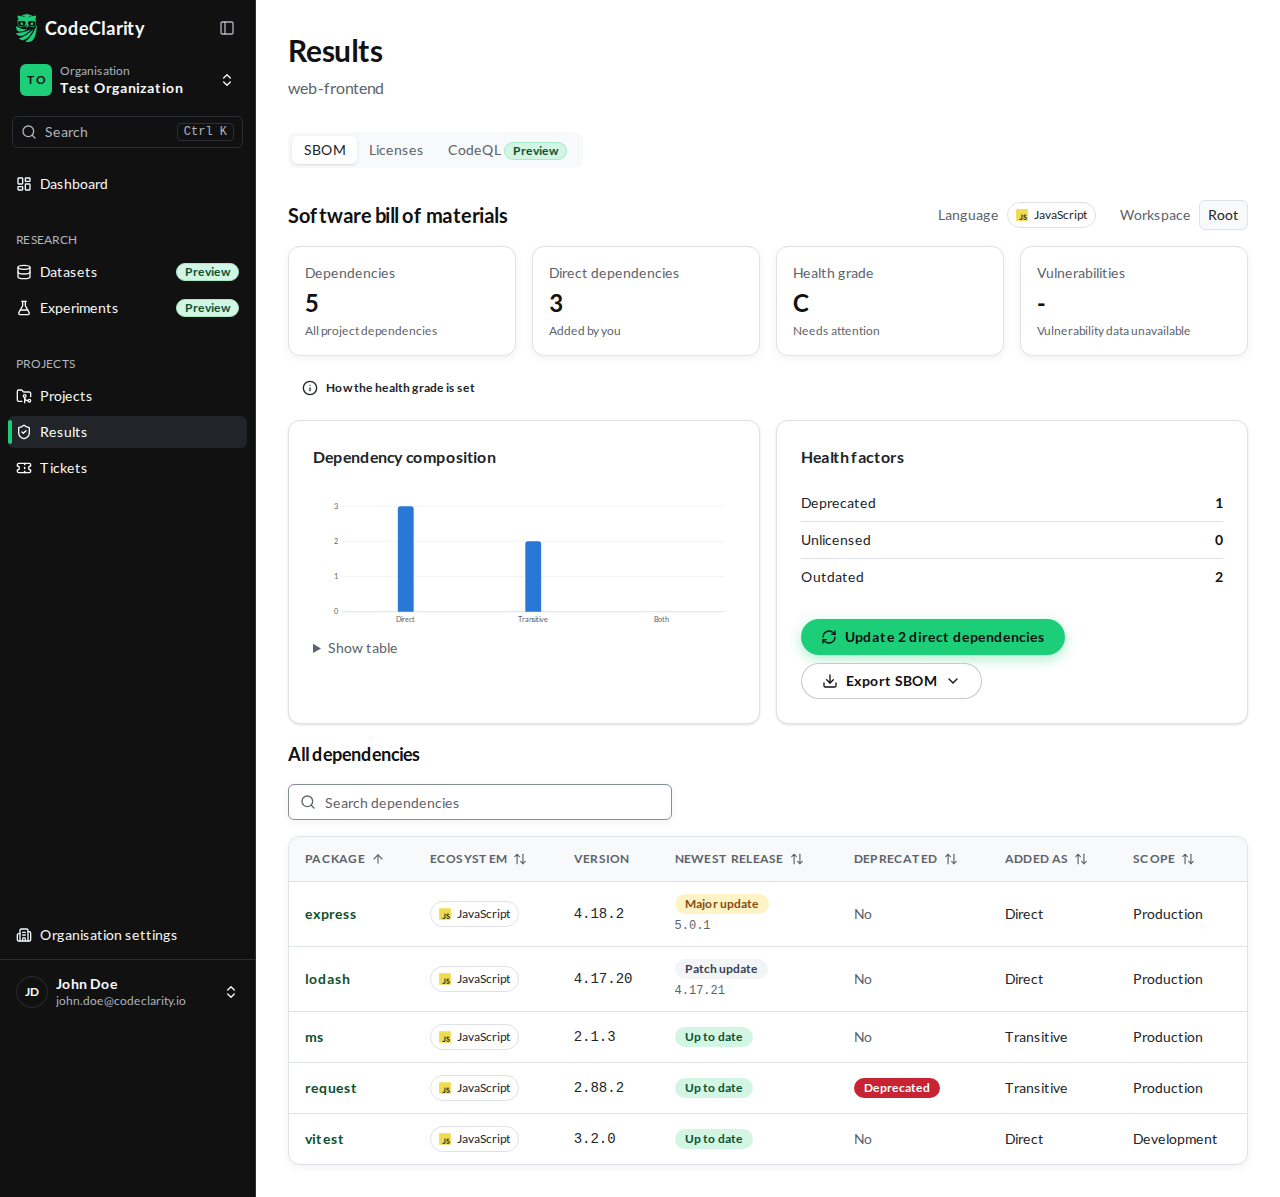 CodeClarity
TO
Organisation
Test Organization
Search
Ctrl K
Dashboard
RESEARCH
Datasets
Preview
Experiments
Preview
PROJECTS
Projects
Results
Tickets
Organisation settings
JD
John Doe
john.doe@codeclarity.io
Results
web-frontend
SBOM
Licenses
CodeQL Preview
Software bill of materials
Language
JS JavaScript
Workspace
Root
Dependencies
5
All project dependencies
Direct dependencies
3
Added by you
Health grade
C
Needs attention
Vulnerabilities
-
Vulnerability data unavailable
How the health grade is set
Dependency composition
3
2
1
0
Direct
Transitive
Both
Show table
Health factors
Deprecated 1
Unlicensed 0
Outdated 2
Update 2 direct dependencies
Export SBOM
All dependencies
Search dependencies
PACKAGE ECOSYSTEM VERSION NEWEST RELEASE DEPRECATED ADDED AS SCOPE
express JS JavaScript 4.18.2 Major update 5.0.1 No Direct Production
lodash JS JavaScript 4.17.20 Patch update 4.17.21 No Direct Production
ms JS JavaScript 2.1.3 Up to date No Transitive Production
request JS JavaScript 2.88.2 Up to date Deprecated Transitive Production
vitest JS JavaScript 3.2.0 Up to date No Direct Development